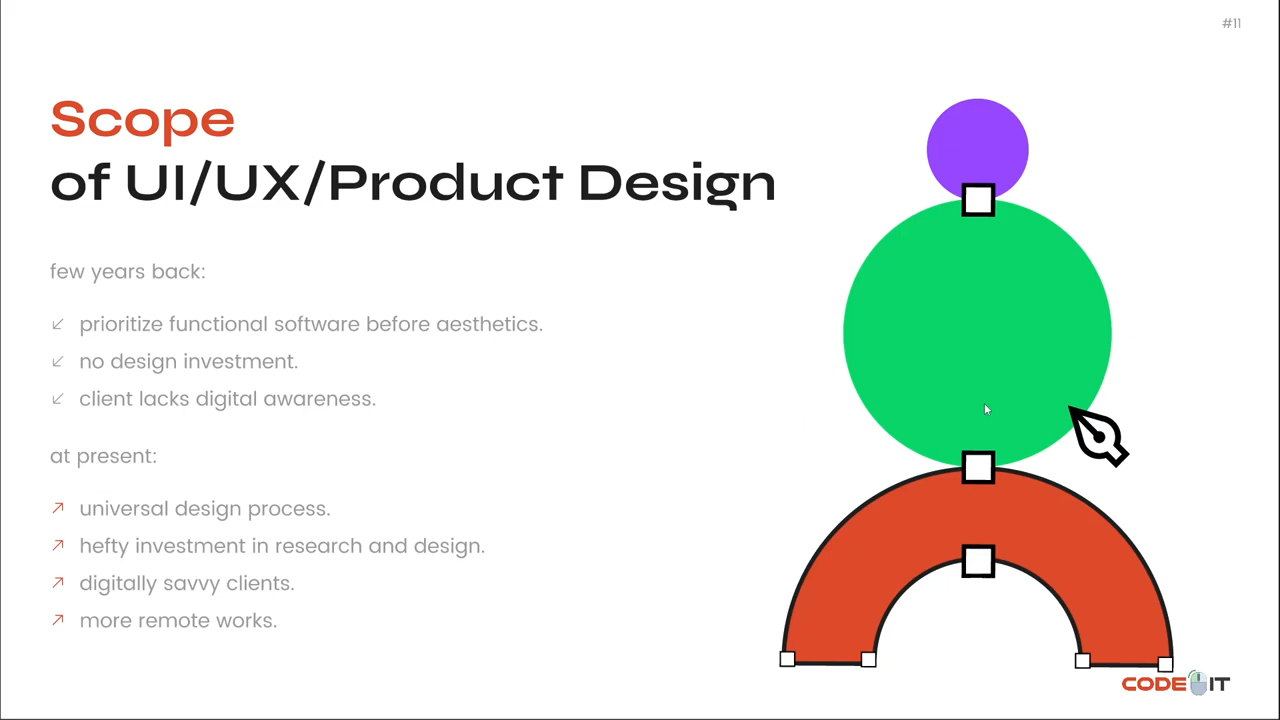 #11
Scope
of UI/UX/Product Design
few years back:
prioritize functional software before aesthetics.
no design investment.
client lacks digital awareness.
at present:
universal design process.
hefty investment in research and design.
digitally savvy clients.
more remote works.
CODE IT